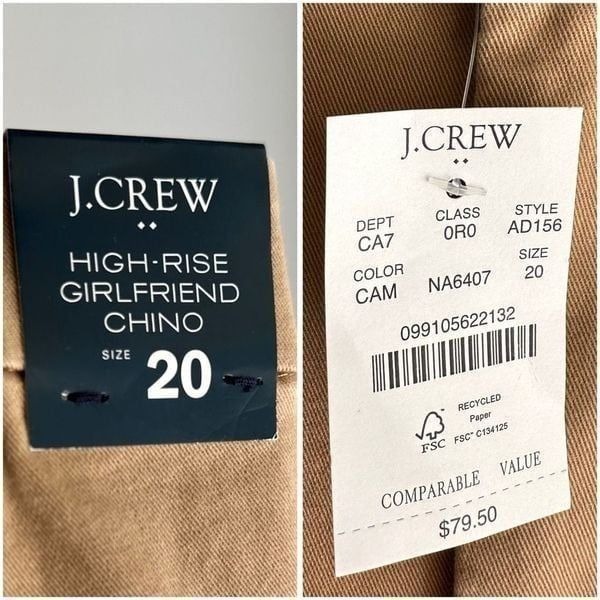 J.CREW
HIGH-RISE
GIRLFRIEND
CHINO
SIZE 20
J.CREW
DEPT CLASS STYLE
CA7 0R0 AD156
COLOR SIZE
CAM NA6407 20
099105622132
RECYCLED
Paper
FSC FSC™ C134125
COMPARABLE VALUE
$79.50